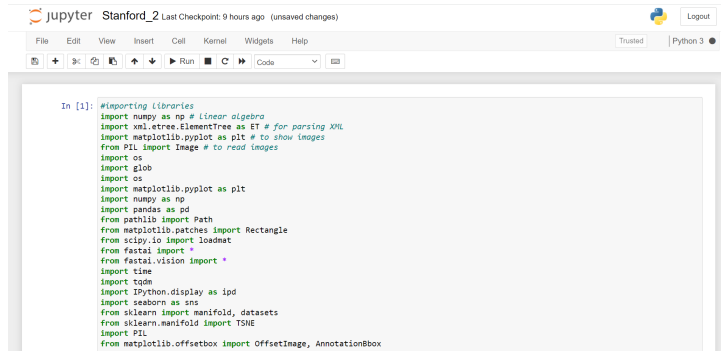 jupyter Stanford_2 Last Checkpoint: 9 hours ago (unsaved changes) Logout
File Edit View Insert Cell Kernel Widgets Help Trusted Python 3
Run Code
In [1]: #importing libraries
import numpy as np # linear algebra
import xml.etree.ElementTree as ET # for parsing XML
import matplotlib.pyplot as plt # to show images
from PIL import Image # to read images
import os
import glob
import os
import matplotlib.pyplot as plt
import numpy as np
import pandas as pd
from pathlib import Path
from matplotlib.patches import Rectangle
from scipy.io import loadmat
from fastai import *
from fastai.vision import *
import time
import tqdm
import IPython.display as ipd
import seaborn as sns
from sklearn import manifold, datasets
from sklearn.manifold import TSNE
import PIL
from matplotlib.offsetbox import OffsetImage, AnnotationBbox